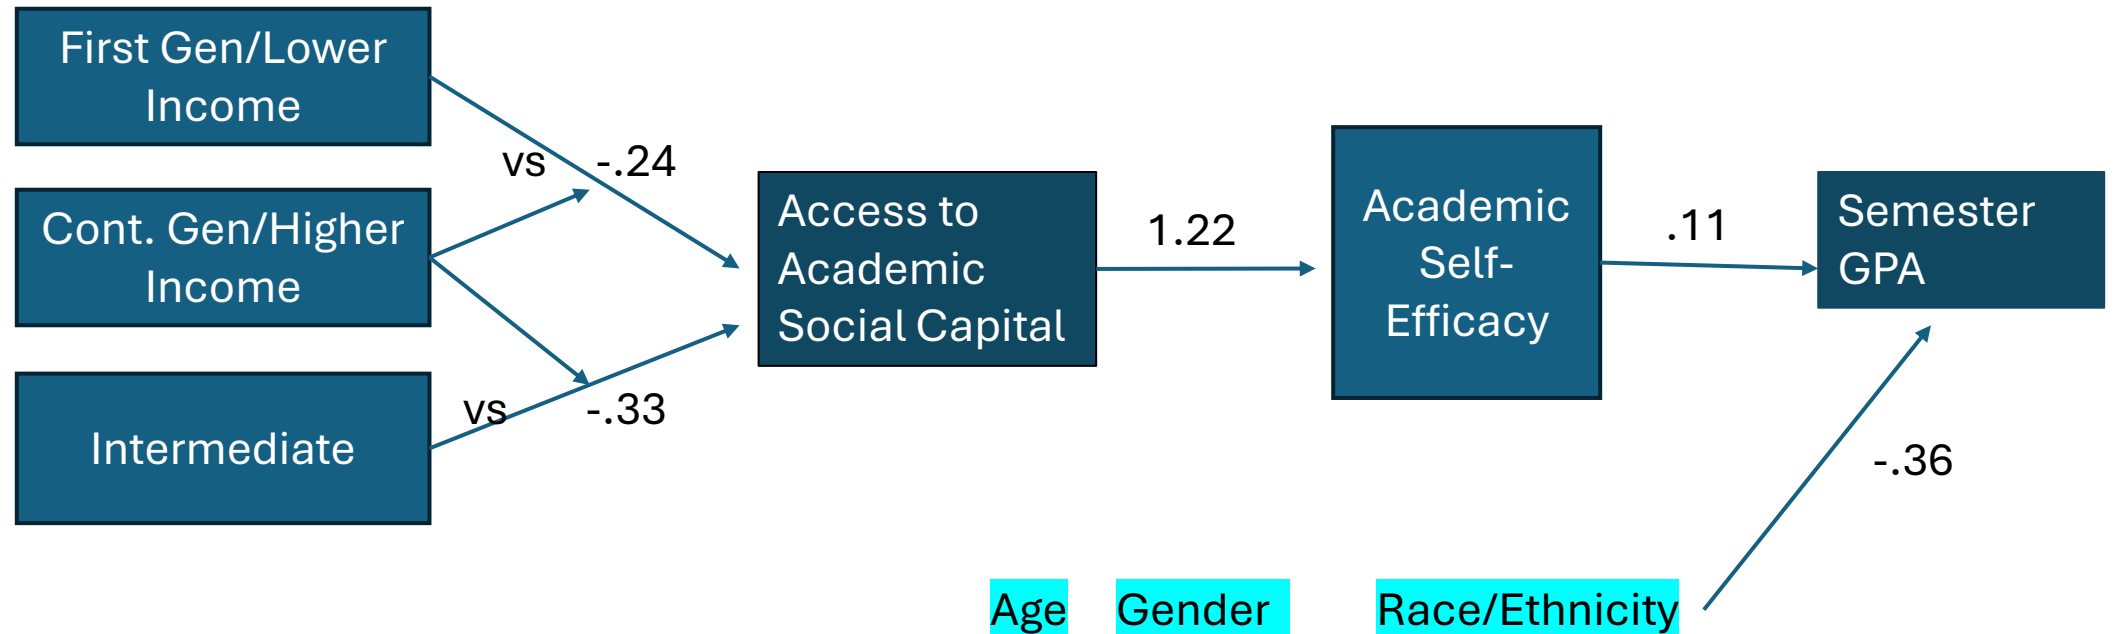 First Gen/Lower
Income
vs
-.24
Cont. Gen/Higher
Income
Intermediate
vs
-.33
Access to
Academic
Social Capital
1.22
Academic
Self-
Efficacy
.11
Semester
GPA
-.36
Age Gender Race/Ethnicity